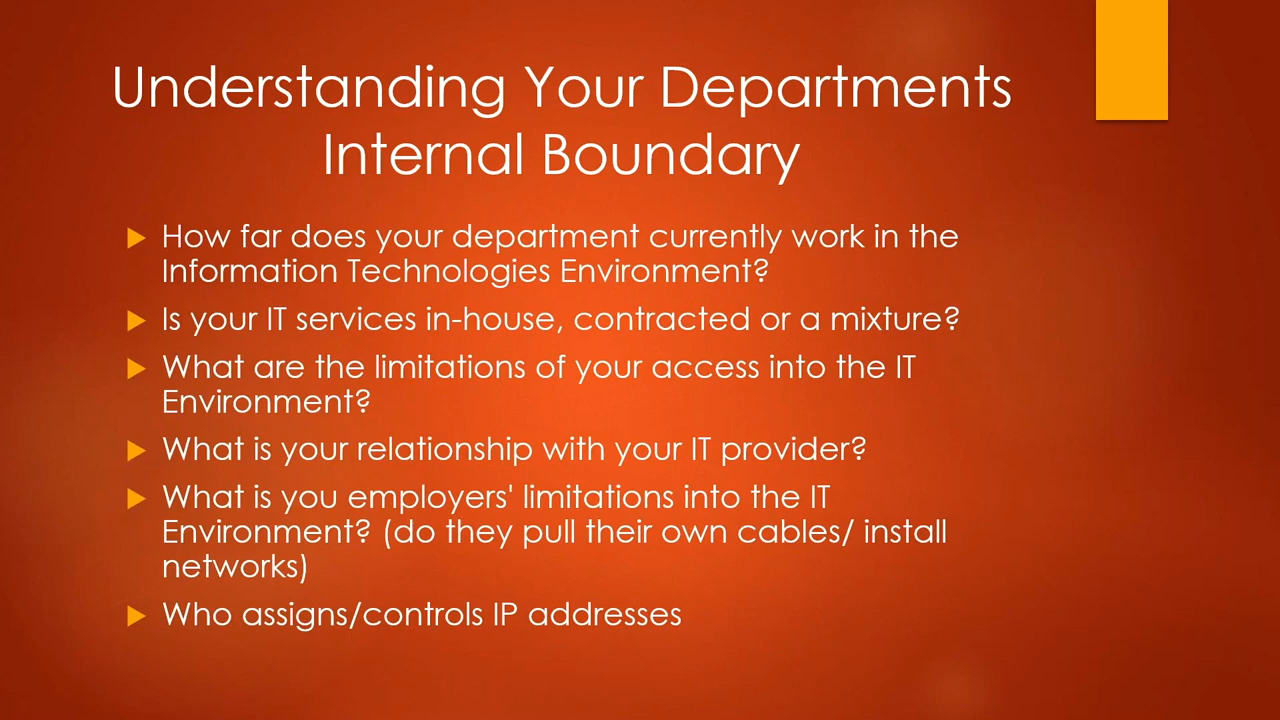 Understanding Your Departments
Internal Boundary
How far does your department currently work in the
Information Technologies Environment?
Is your IT services in-house, contracted or a mixture?
What are the limitations of your access into the IT
Environment?
What is your relationship with your IT provider?
What is you employers' limitations into the IT
Environment? (do they pull their own cables/ install
networks)
Who assigns/controls IP addresses